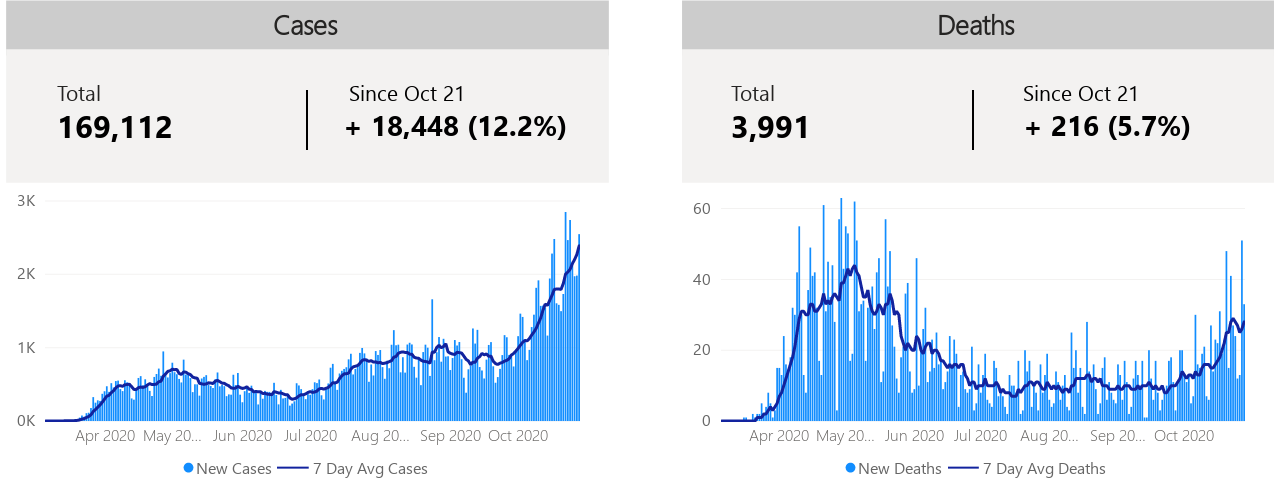 Cases
Total
169,112
Since Oct 21
+ 18,448 (12.2%)
3K
2K
1K
0K
Apr 2020 May 20... Jun 2020 Jul 2020 Aug 20... Sep 2020 Oct 2020
New Cases 7 Day Avg Cases
Deaths
Total
3,991
Since Oct 21
+ 216 (5.7%)
60
40
20
0
Apr 2020 May 20... Jun 2020 Jul 2020 Aug 20... Sep 20... Oct 2020
New Deaths 7 Day Avg Deaths